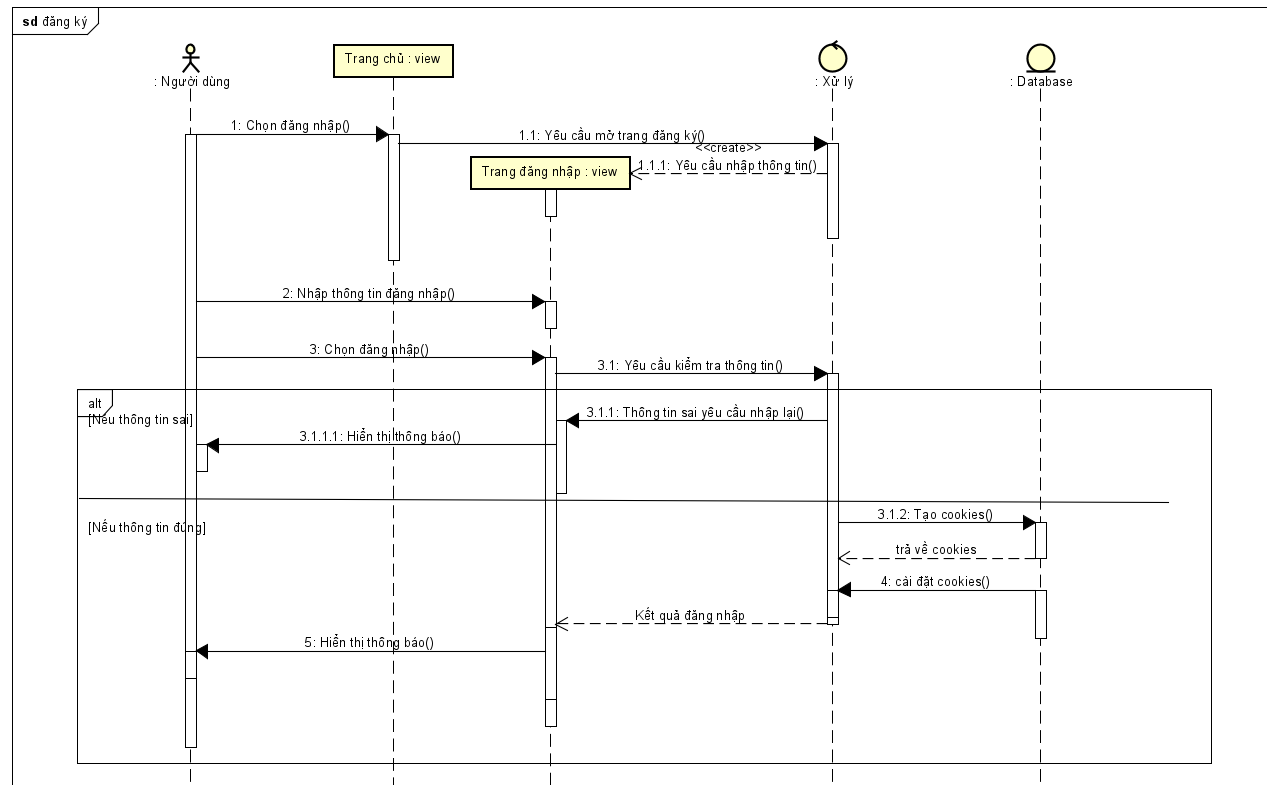 sd đăng ký
: Người dùng
Trang chủ : view
: Xử lý
: Database
1: Chọn đăng nhập()
1.1: Yêu cầu mở trang đăng ký()
<<create>>
1.1.1: Yêu cầu nhập thông tin()
Trang đăng nhập : view
2: Nhập thông tin đăng nhập()
3: Chọn đăng nhập()
3.1: Yêu cầu kiểm tra thông tin()
alt
[Nếu thông tin sai]
3.1.1: Thông tin sai yêu cầu nhập lại()
3.1.1.1: Hiển thị thông báo()
[Nếu thông tin đúng]
3.1.2: Tạo cookies()
trả về cookies
4: cài đặt cookies()
Kết quả đăng nhập
5: Hiển thị thông báo()